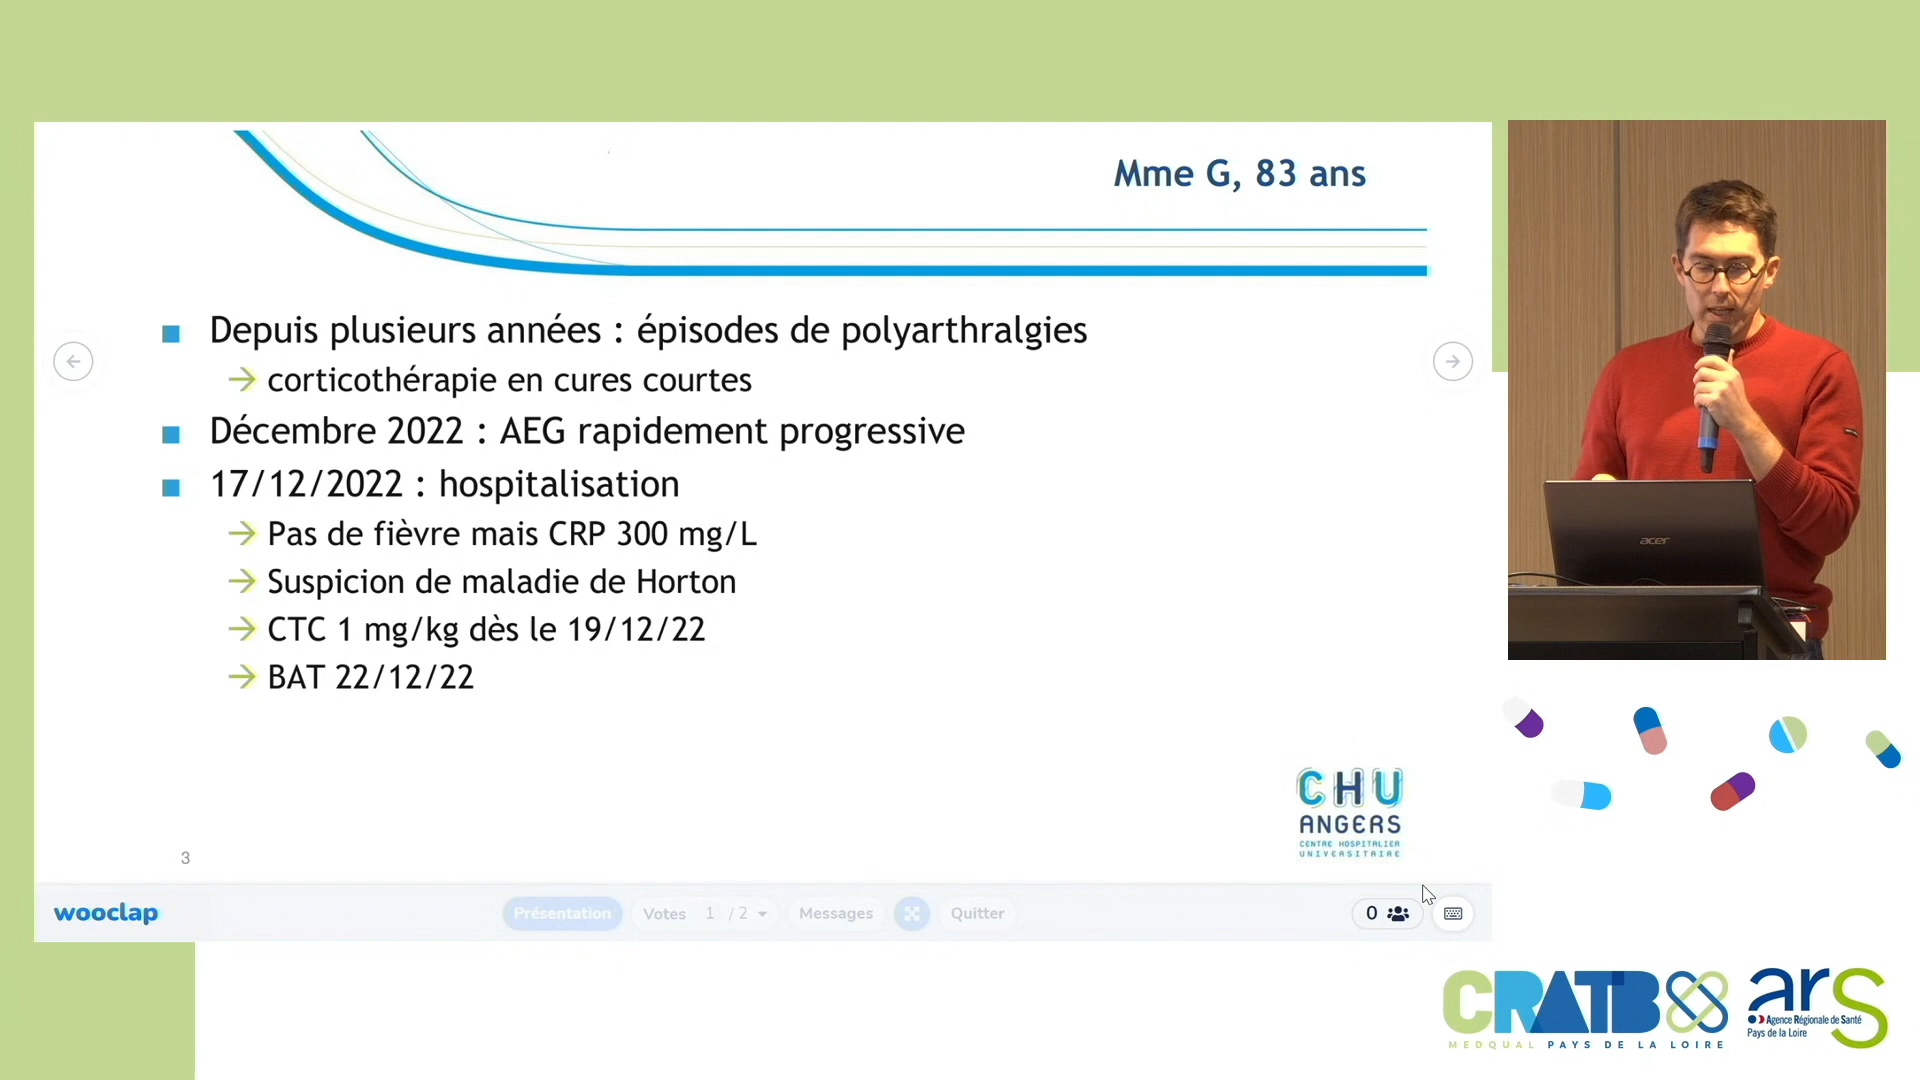 Mme G, 83 ans
Depuis plusieurs années : épisodes de polyarthralgies
corticothérapie en cures courtes
Décembre 2022 : AEG rapidement progressive
17/12/2022 : hospitalisation
Pas de fièvre mais CRP 300 mg/L
Suspicion de maladie de Horton
CTC 1 mg/kg dès le 19/12/22
BAT 22/12/22
CHU
ANGERS
CENTRE HOSPITALIER
UNIVERSITAIRE
3
wooclap
Présentation
Votes 1 / 2
Messages
Quitter
0
acer
CRATB
MEDQUAL PAYS DE LA LOIRE
ars
Agence Régionale de Santé
Pays de la Loire